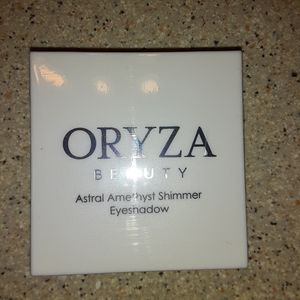 ORYZA
BEAUTY
Astral Amethyst Shimmer
Eyeshadow